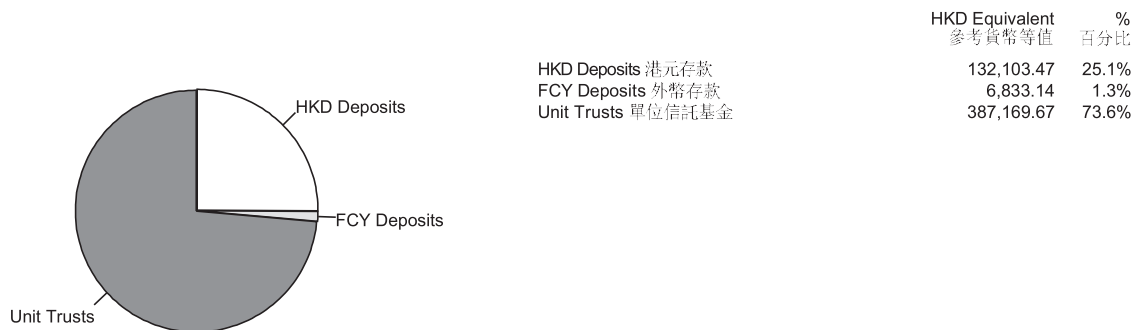 HKD Equivalent %
參考貨幣等值 百分比
HKD Deposits 港元存款 132,103.47 25.1%
FCY Deposits 外幣存款 6,833.14 1.3%
Unit Trusts 單位信託基金 387,169.67 73.6%
HKD Deposits
FCY Deposits
Unit Trusts